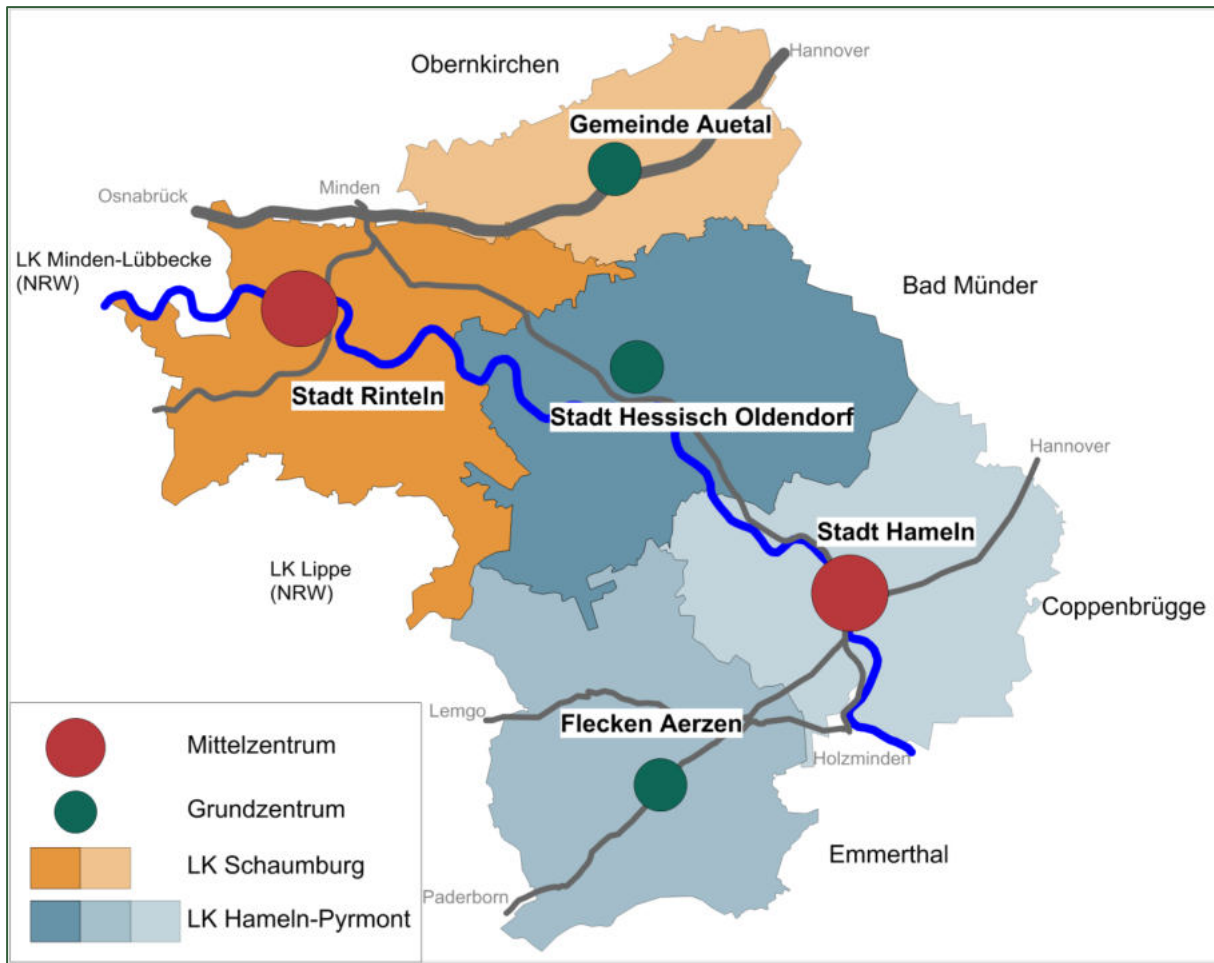 Hannover
Obernkirchen
Gemeinde Auetal
Minden
Osnabrück
LK Minden-Lübbecke
(NRW)
Bad Münder
Stadt Rinteln
Stadt Hessisch Oldendorf
Hannover
Stadt Hameln
LK Lippe
(NRW)
Coppenbrügge
Lemgo
Flecken Aerzen
Holzminden
Emmerthal
Paderborn
Mittelzentrum
Grundzentrum
LK Schaumburg
LK Hameln-Pyrmont